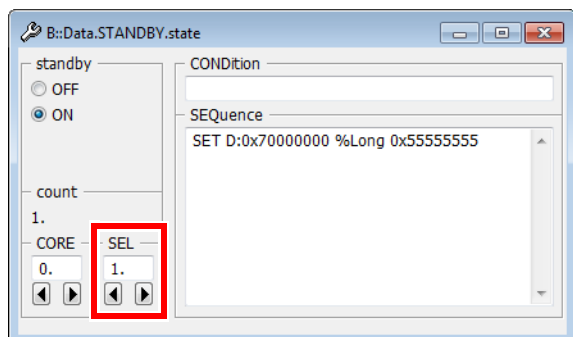 B::Data.STANDBY.state
standby
OFF
ON
CONDition
SEQuence
SET D:0x70000000 %Long 0x55555555
count
1.
CORE
SEL
0.
1.